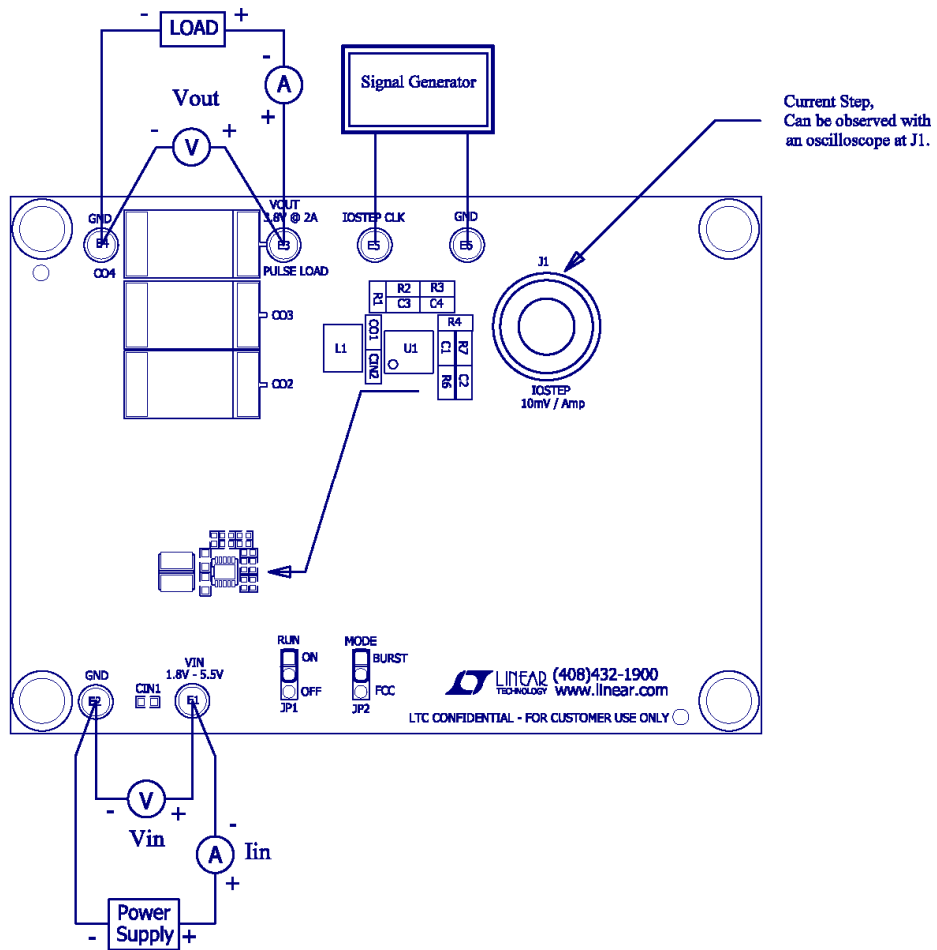 - LOAD +
-
A
+
Vout
- V +
Signal Generator
Current Step,
Can be observed with
an oscilloscope at J1.
GND
E4
CO4
VOUT
3.8V @ 2A
E3
PULSE LOAD
IOSTEP CLK
E5
GND
E6
J1
IOSTEP
10mV / Amp
CO3
CO2
R1
R2
R3
C3
C4
R4
L1
CO1
CIN2
U1
C1
R7
R6
C2
RUN
ON
OFF
JP1
MODE
BURST
FCC
JP2
LINEAR
TECHNOLOGY
(408)432-1900
www.linear.com
LTC CONFIDENTIAL - FOR CUSTOMER USE ONLY
GND
E2
CIN1
VIN
1.8V - 5.5V
E1
- V +
Vin
-
A
+
Iin
Power
- Supply +